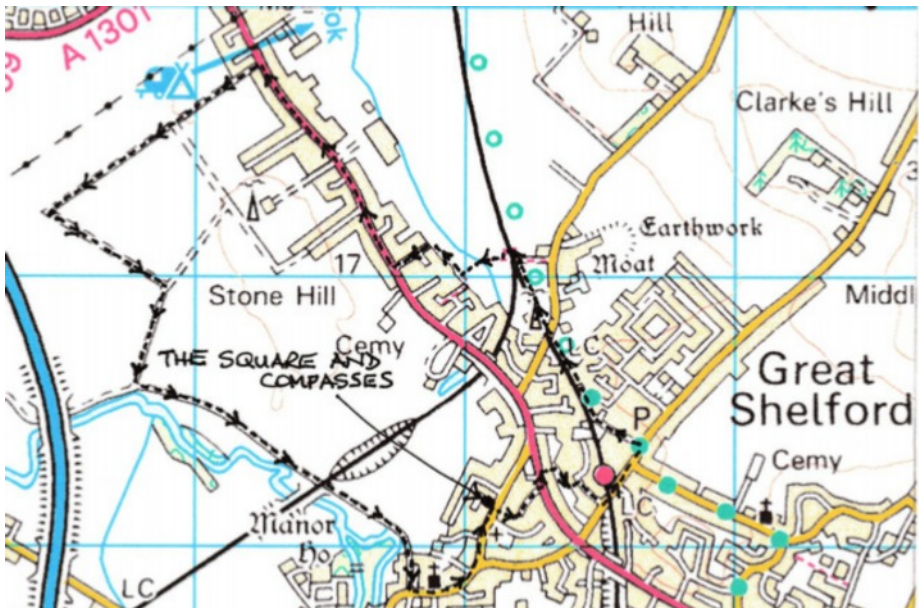 A 1301
Hill
Clarke's Hill
Earthwork
Moat
17
Stone Hill
Middl
Cemy
THE SQUARE AND
COMPASSES
LC
Great
Shelford
P
Cemy
LC
Manor
Ho
LC